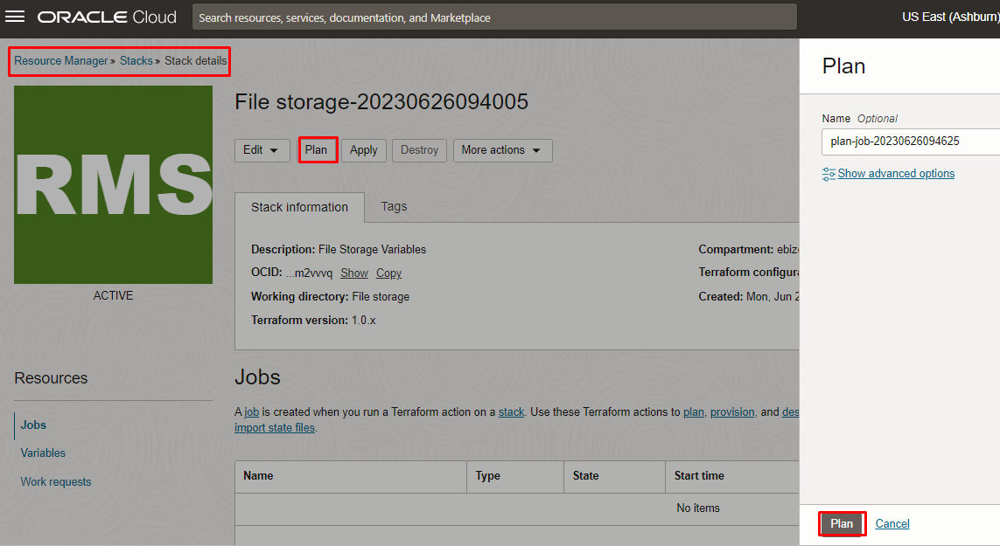 ORACLE Cloud
Search resources, services, documentation, and Marketplace
US East (Ashburn)
Resource Manager » Stacks » Stack details
RMS
ACTIVE
File storage-20230626094005
Edit
Plan
Apply
Destroy
More actions
Stack information
Tags
Description: File Storage Variables
OCID: ...m2vvvq Show Copy
Working directory: File storage
Terraform version: 1.0.x
Compartment: ebiz
Terraform configura
Created: Mon, Jun 2
Resources
Jobs
Variables
Work requests
Jobs
A job is created when you run a Terraform action on a stack. Use these Terraform actions to plan, provision, and des
import state files.
Name
Type
State
Start time
No items
Plan
Name Optional
plan-job-20230626094625
Show advanced options
Plan
Cancel